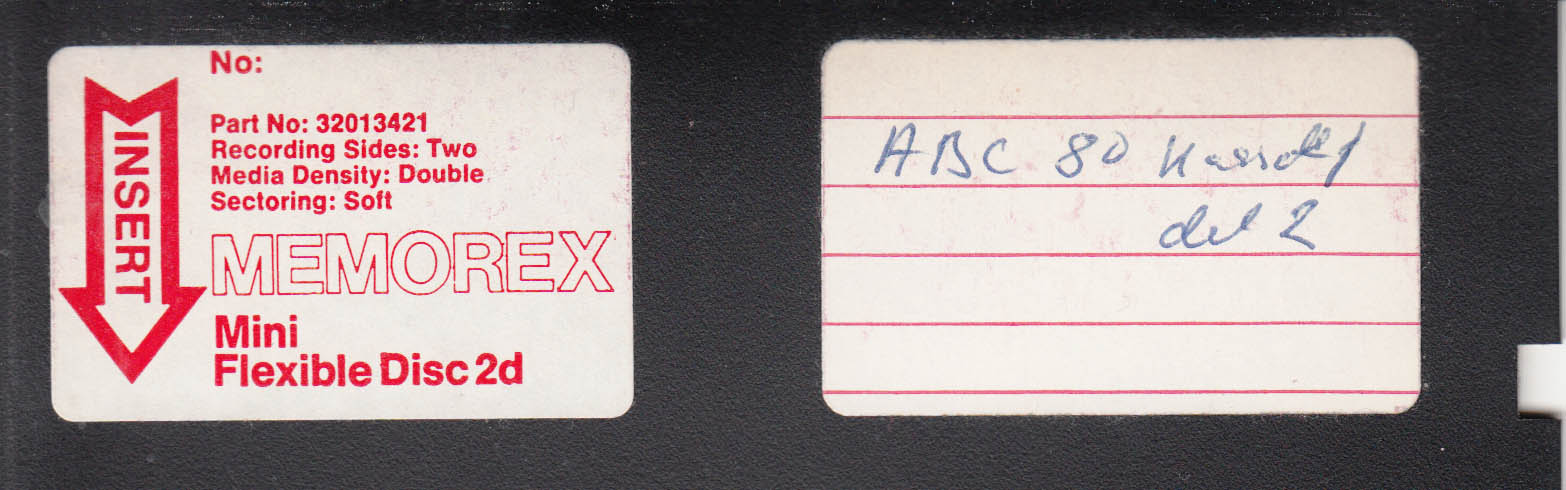 No:
INSERT
Part No: 32013421
Recording Sides: Two
Media Density: Double
Sectoring: Soft
MEMOREX
Mini
Flexible Disc 2d
ABC 80
del 2